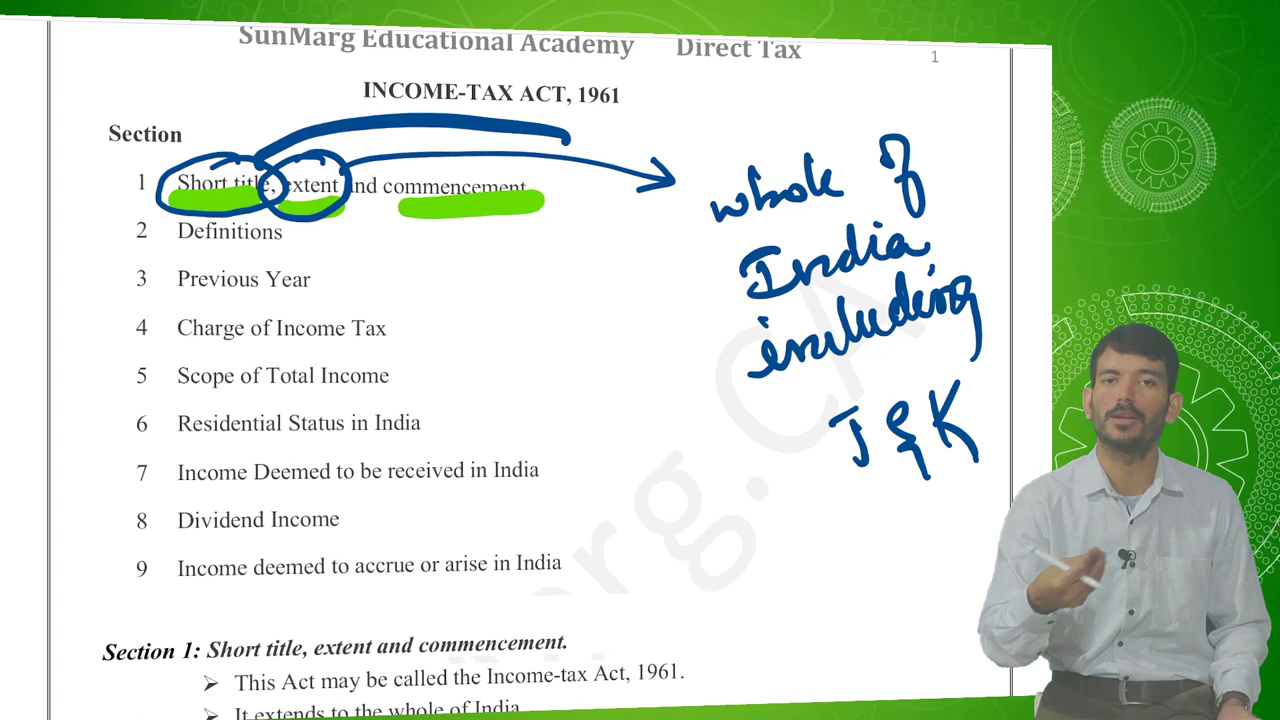 SunMarg Educational Academy Direct Tax
1
INCOME-TAX ACT, 1961
Section
1 Short title, extent and commencement
2 Definitions
3 Previous Year
4 Charge of Income Tax
5 Scope of Total Income
6 Residential Status in India
7 Income Deemed to be received in India
8 Dividend Income
9 Income deemed to accrue or arise in India
whole of
India
including
J & K
Section 1: Short title, extent and commencement.
➢ This Act may be called the Income-tax Act, 1961.
➢ It extends to the whole of India